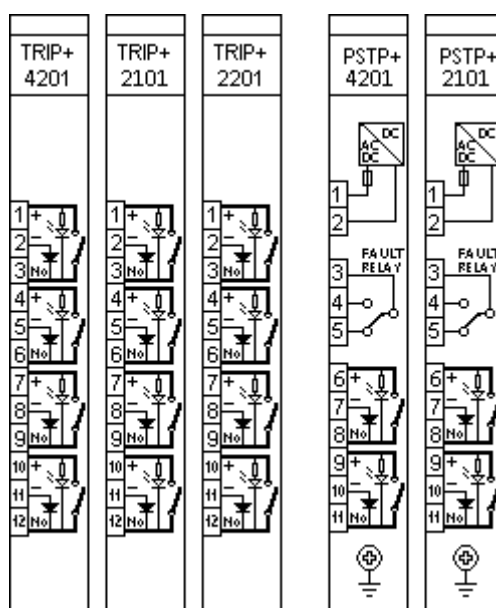 TRIP+
4201
1 +
2 -
3 No
4 +
5 -
6 No
7 +
8 -
9 No
10 +
11 -
12 No
TRIP+
2101
1 +
2 -
3 No
4 +
5 -
6 No
7 +
8 -
9 No
10 +
11 -
12 No
TRIP+
2201
1 +
2 -
3 No
4 +
5 -
6 No
7 +
8 -
9 No
10 +
11 -
12 No
PSTP+
4201
DC
AC
DC
1
2
FAULT
3 RELAY
4
5
6 +
7 -
8 No
9 +
10 -
11 No
PSTP+
2101
DC
AC
DC
1
2
FAULT
3 RELAY
4
5
6 +
7 -
8 No
9 +
10 -
11 No